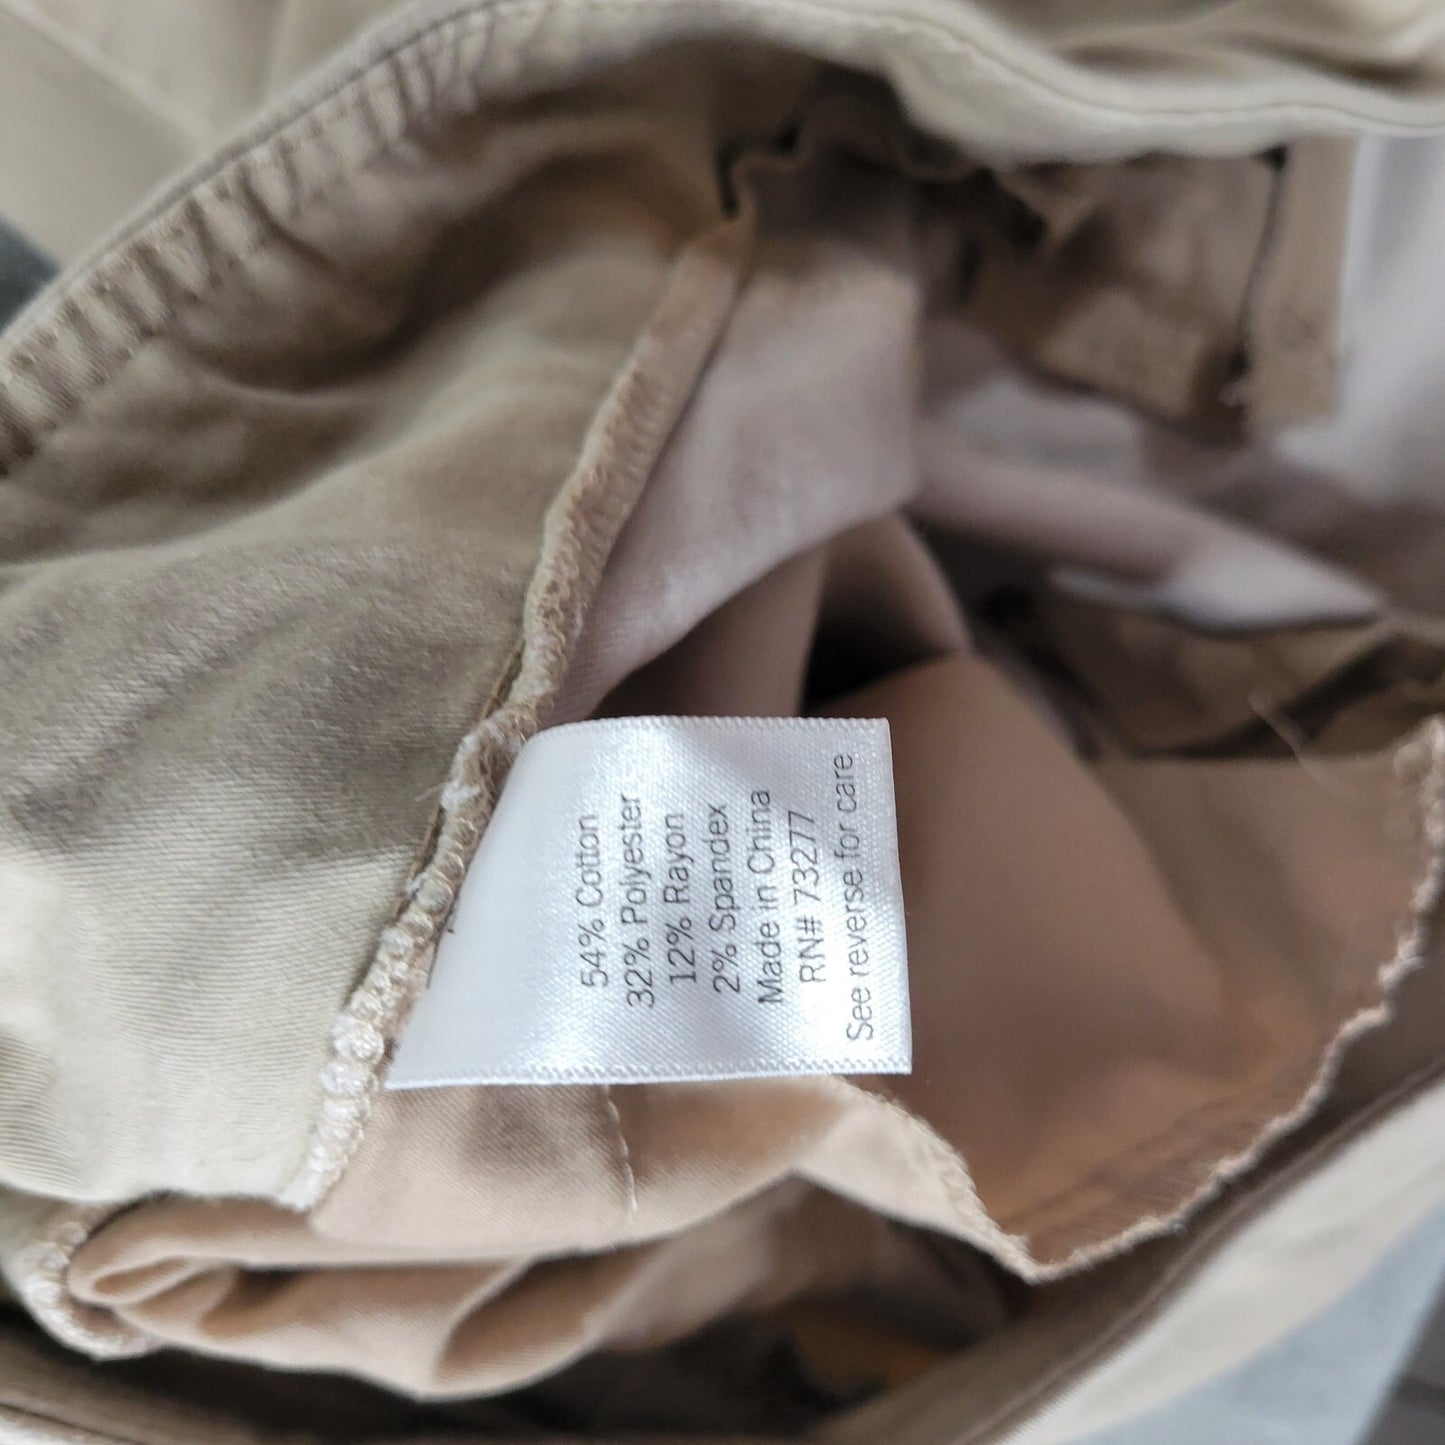 54% Cotton
32% Polyester
12% Rayon
2% Spandex
Made in China
RN# 73277
See reverse for care